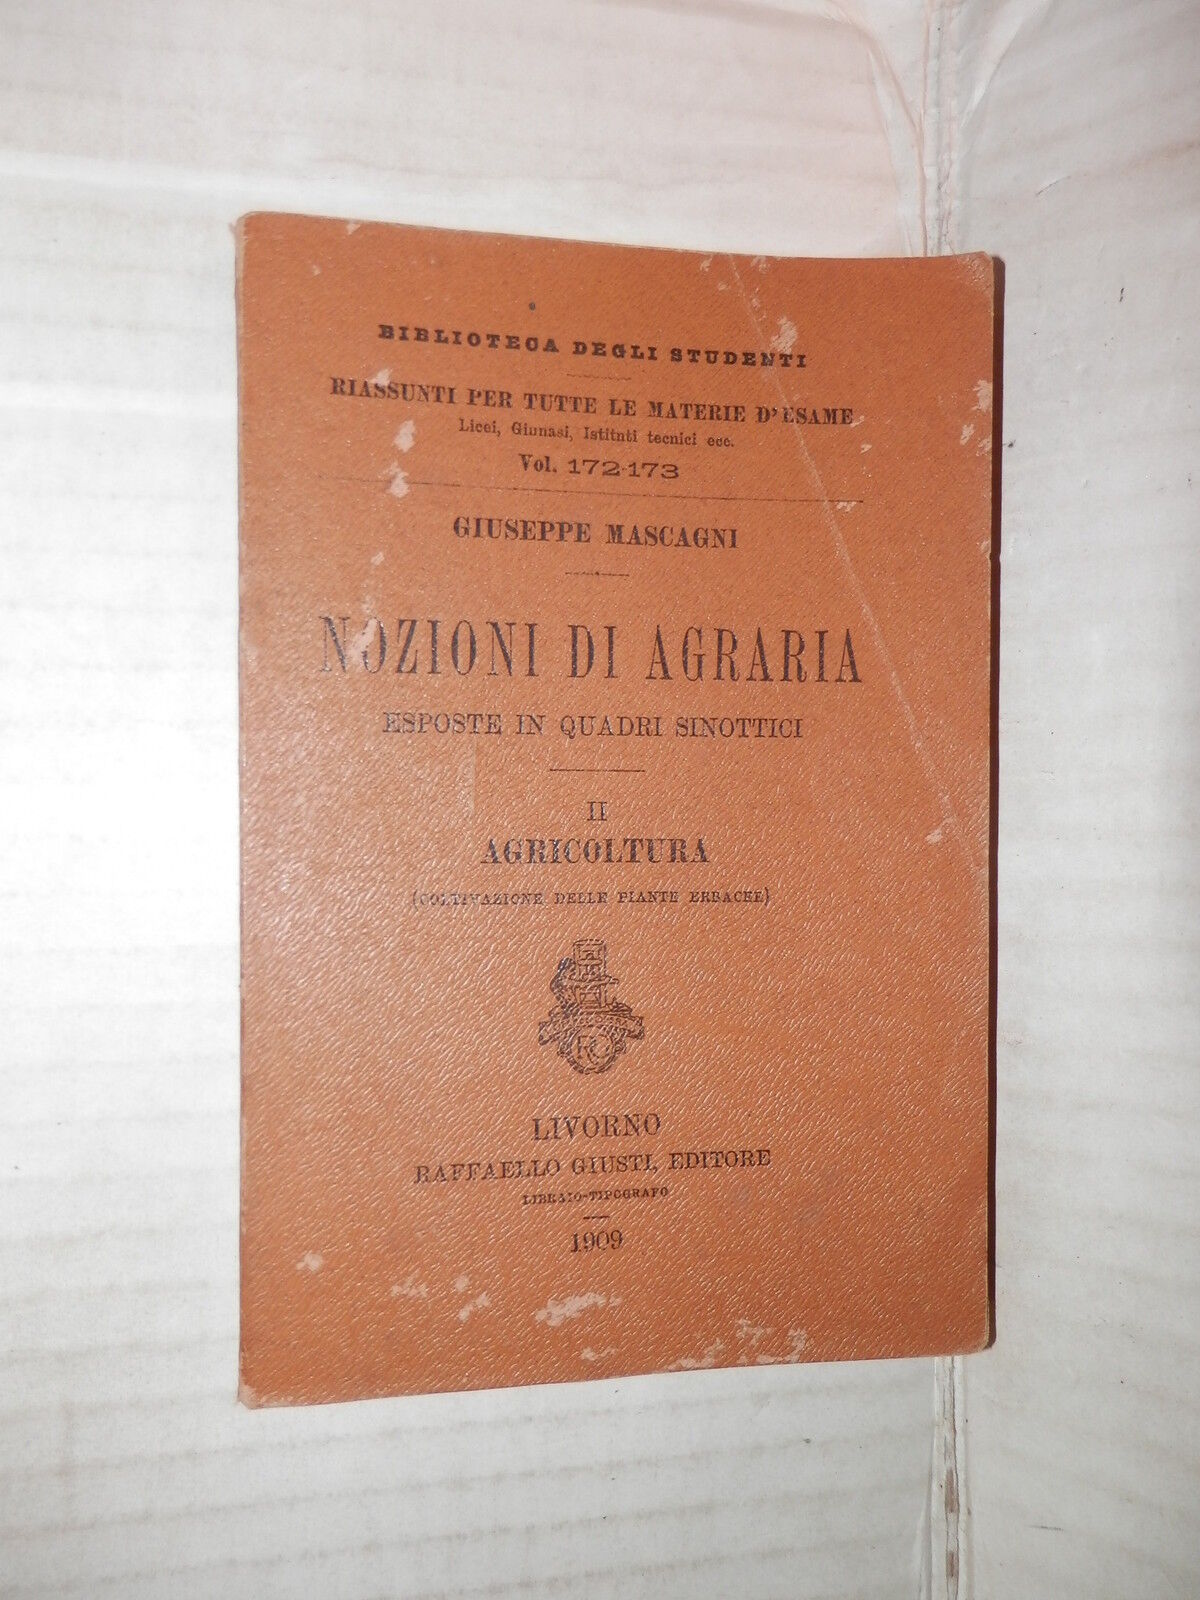 BIBLIOTECA DEGLI STUDENTI
RIASSUNTI PER TUTTE LE MATERIE D'ESAME
Licei, Ginnasi, Istituti tecnici ecc.
Vol. 172-173
GIUSEPPE MASCAGNI
NOZIONI DI AGRARIA
ESPOSTE IN QUADRI SINOTTICI
II
AGRICOLTURA
(COLTIVAZIONE DELLE PIANTE ERBACEE)
LIVORNO
RAFFAELLO GIUSTI, EDITORE
LIBRAIO-TIPOGRAFO
1909